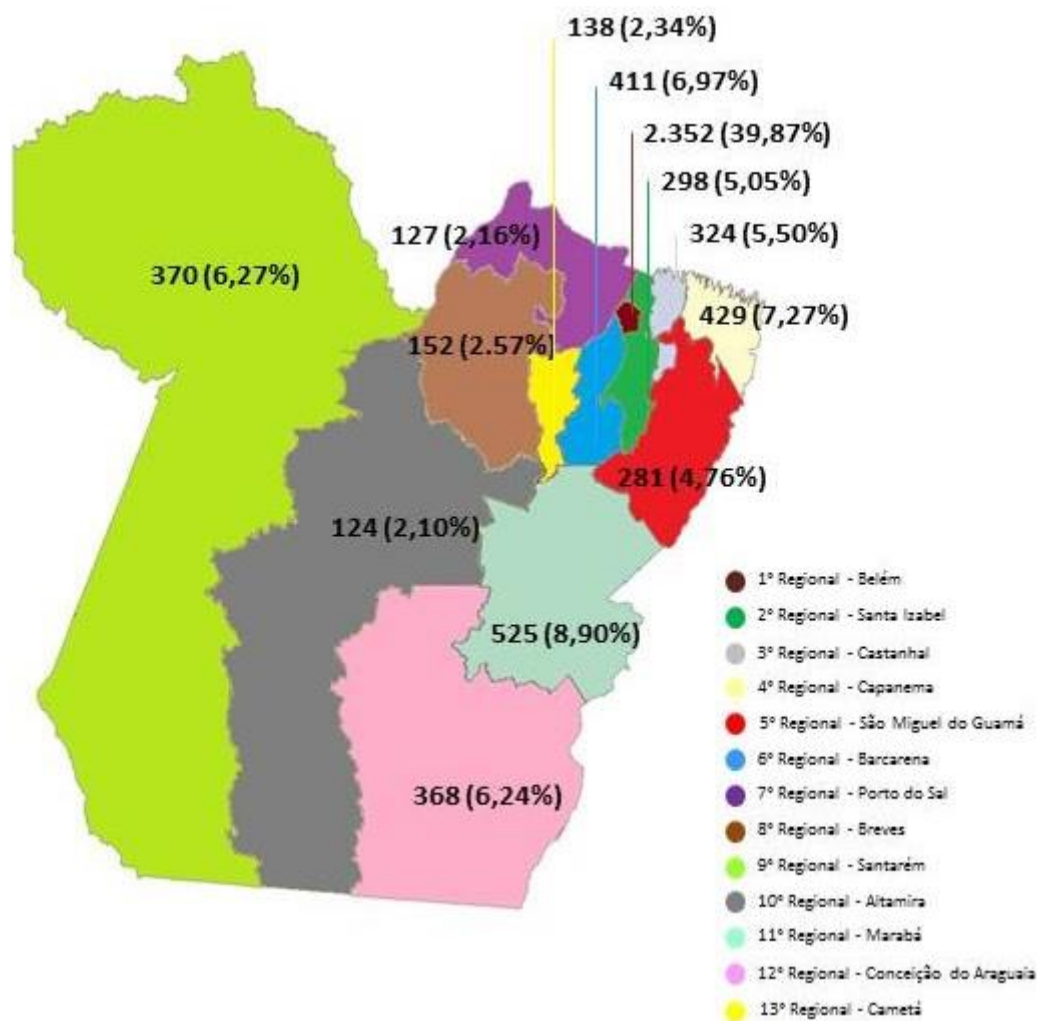 138 (2,34%)
411 (6,97%)
2.352 (39,87%)
298 (5,05%)
324 (5,50%)
127 (2,16%)
370 (6,27%)
429 (7,27%)
152 (2.57%)
281 (4,76%)
124 (2,10%)
525 (8,90%)
368 (6,24%)
1° Regional - Belém
2° Regional - Santa Izabel
3° Regional - Castanhal
4° Regional - Capanema
5° Regional - São Miguel do Guamá
6° Regional - Barcarena
7° Regional - Porto do Sal
8° Regional - Breves
9° Regional - Santarém
10° Regional - Altamira
11° Regional - Marabá
12° Regional - Conceição do Araguaia
13° Regional - Cametá